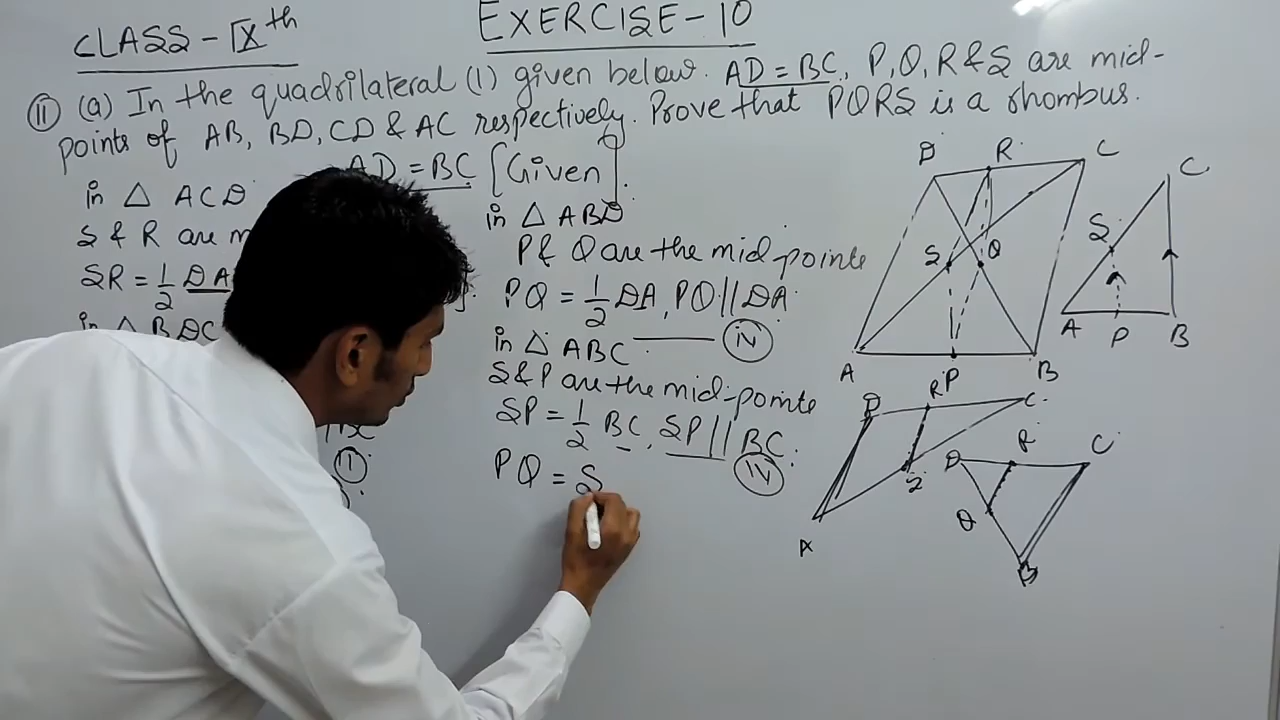 CLASS - IXth
EXERCISE - 10
(11) (a) In the quadrilateral (1) given below. AD = BC, P, Q, R & S are mid-
points of AB, BD, CD & AC respectively. Prove that PQRS is a rhombus.
AD = BC [Given].
in △ ACD
S & R are
SR = 1/2 DA
in △ BDC
BC
in △ ABD
P & Q are the mid-points
PQ = 1/2 DA, PQ || DA
(iv)
in △ ABC
S & P are the mid-points
SP = 1/2 BC, SP || BC.
(iv)
PQ = S
D R C
S Q
A P B
C
S
A P B
D R C
S
A
D R C
Q
B